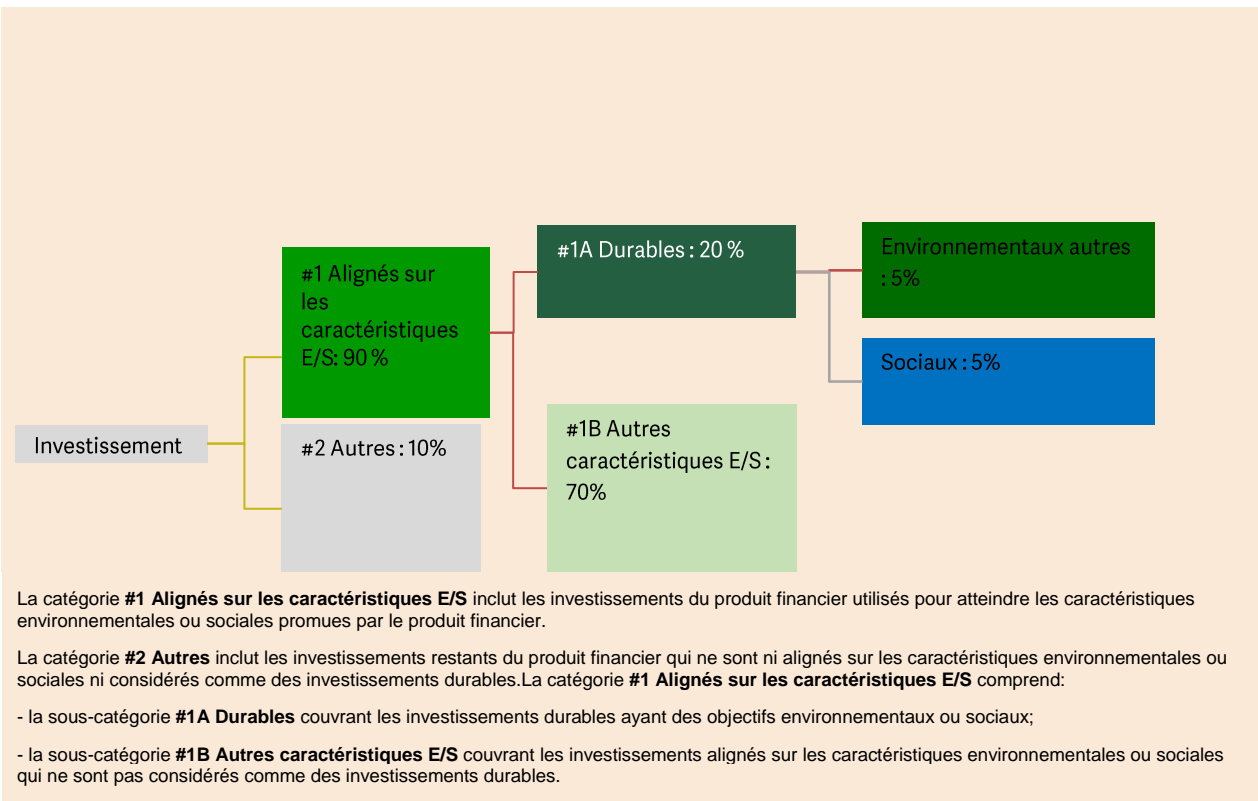 Investissement
#1 Alignés sur
les
caractéristiques
E/S: 90 %
#2 Autres : 10%
#1A Durables : 20 %
#1B Autres
caractéristiques E/S :
70%
Environnementaux autres
: 5%
Sociaux : 5%
La catégorie #1 Alignés sur les caractéristiques E/S inclut les investissements du produit financier utilisés pour atteindre les caractéristiques
environnementales ou sociales promues par le produit financier.
La catégorie #2 Autres inclut les investissements restants du produit financier qui ne sont ni alignés sur les caractéristiques environnementales ou
sociales ni considérés comme des investissements durables.La catégorie #1 Alignés sur les caractéristiques E/S comprend:
- la sous-catégorie #1A Durables couvrant les investissements durables ayant des objectifs environnementaux ou sociaux;
- la sous-catégorie #1B Autres caractéristiques E/S couvrant les investissements alignés sur les caractéristiques environnementales ou sociales
qui ne sont pas considérés comme des investissements durables.